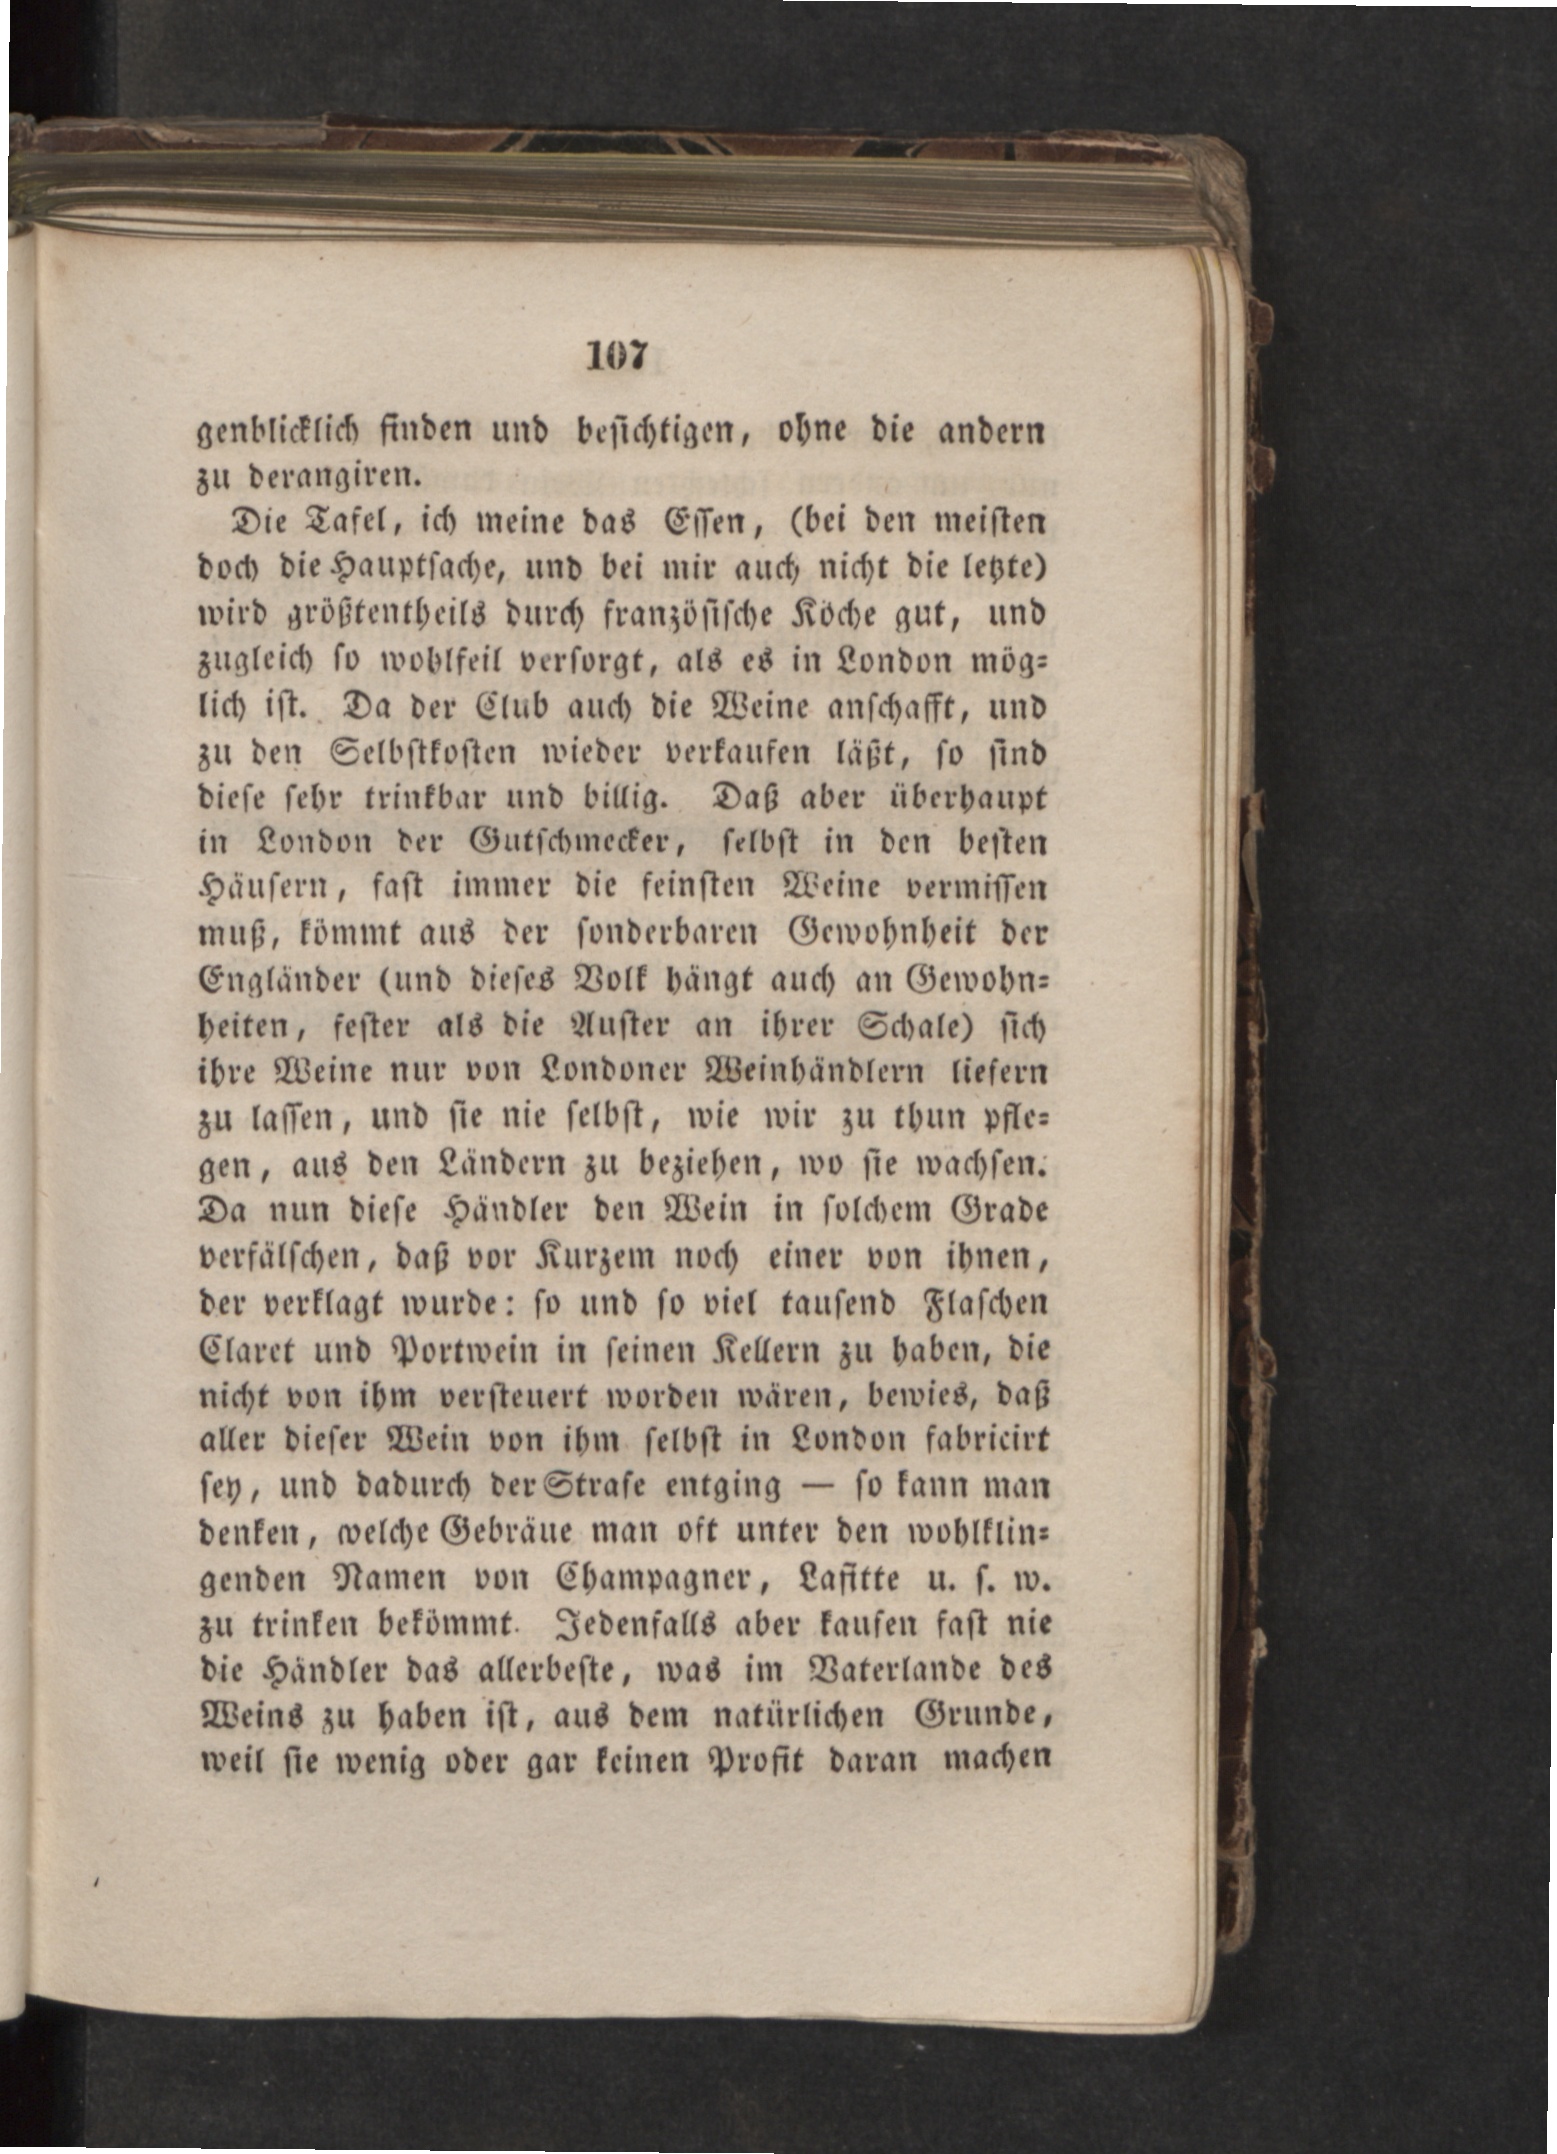 107
genblicklich finden und besichtigen, ohne die andern
zu derangiren.
Die Tafel, ich meine das Essen, (bei den meisten
doch die Hauptsache, und bei mir auch nicht die letzte)
wird größtentheils durch französische Köche gut, und
zugleich so wohlfeil versorgt, als es in London mög-
lich ist. Da der Club auch die Weine anschafft, und
zu den Selbstkosten wieder verkaufen läßt, so sind
diese sehr trinkbar und billig. Daß aber überhaupt
in London der Gutschmecker, selbst in den besten
Häusern, fast immer die feinsten Weine vermissen
muß, kömmt aus der sonderbaren Gewohnheit der
Engländer (und dieses Volk hängt auch an Gewohn-
heiten, fester als die Auster an ihrer Schale) sich
ihre Weine nur von Londoner Weinhändlern liefern
zu lassen, und sie nie selbst, wie wir zu thun pfle-
gen, aus den Ländern zu beziehen, wo sie wachsen.
Da nun diese Händler den Wein in solchem Grade
verfälschen, daß vor Kurzem noch einer von ihnen,
der verklagt wurde: so und so viel tausend Flaschen
Claret und Portwein in seinen Kellern zu haben, die
nicht von ihm versteuert worden wären, bewies, daß
aller dieser Wein von ihm selbst in London fabricirt
sey, und dadurch der Strafe entging — so kann man
denken, welche Gebräue man oft unter den wohlklin-
genden Namen von Champagner, Lafitte u. s. w.
zu trinken bekömmt. Jedenfalls aber kaufen fast nie
die Händler das allerbeste, was im Vaterlande des
Weins zu haben ist, aus dem natürlichen Grunde,
weil sie wenig oder gar keinen Profit daran machen